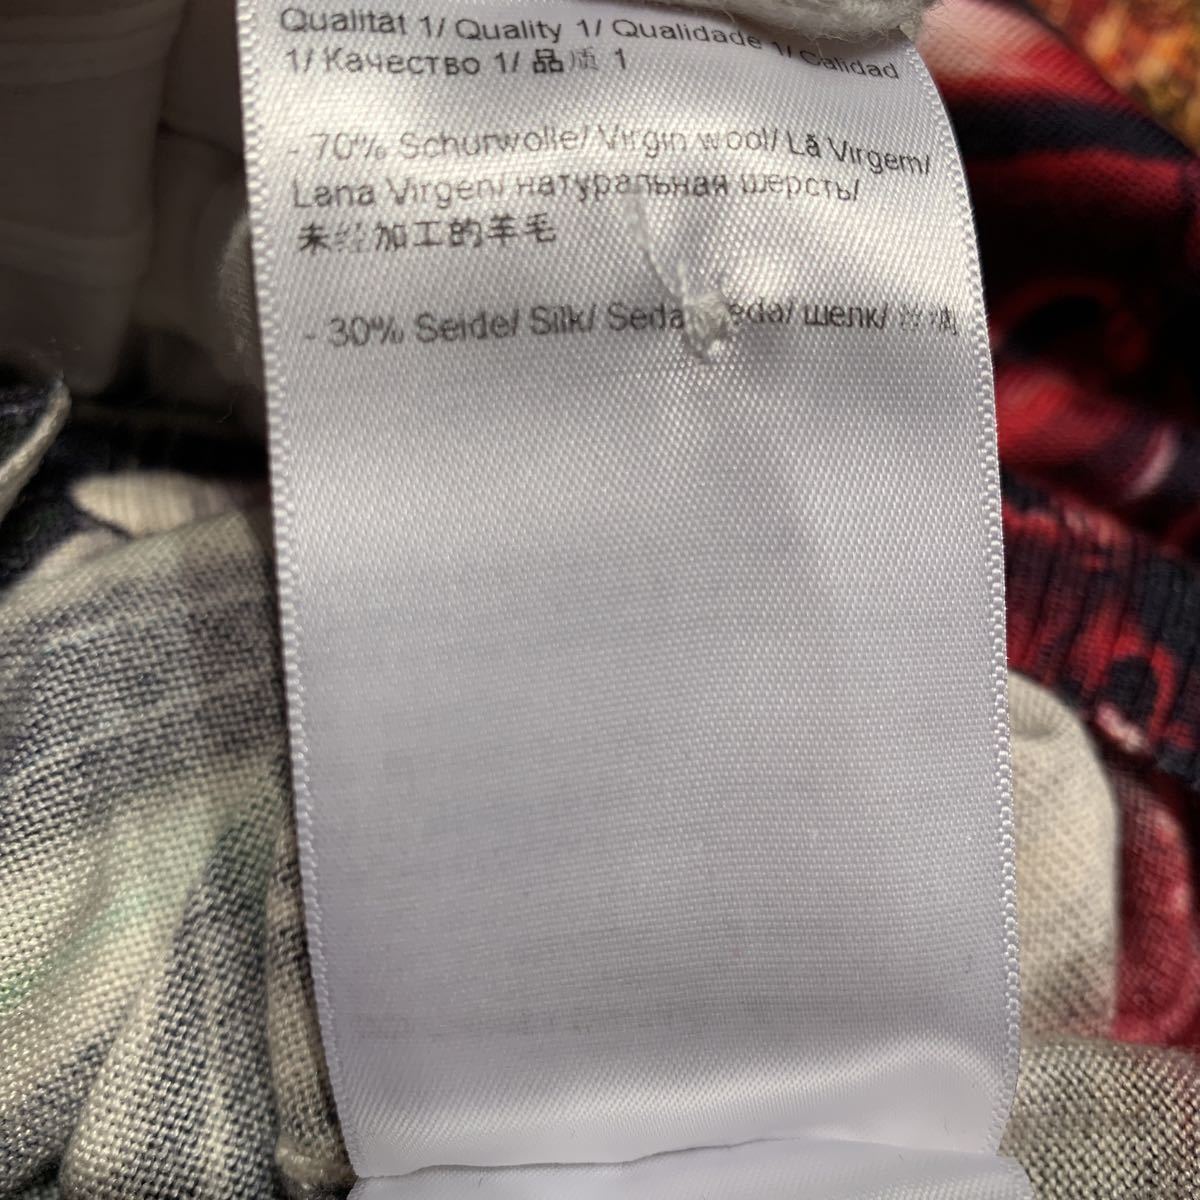 Qualität 1/ Quality 1/ Qualidade 1/ Calidad
1/ Качество 1/ 品质 1
- 70% Schurwolle/ Virgin wool/ Lã Virgem/
Lana Virgen/ натуральная шерсть/
未经加工的羊毛
- 30% Seide/ Silk/ Seda/ Seda/ шелк/